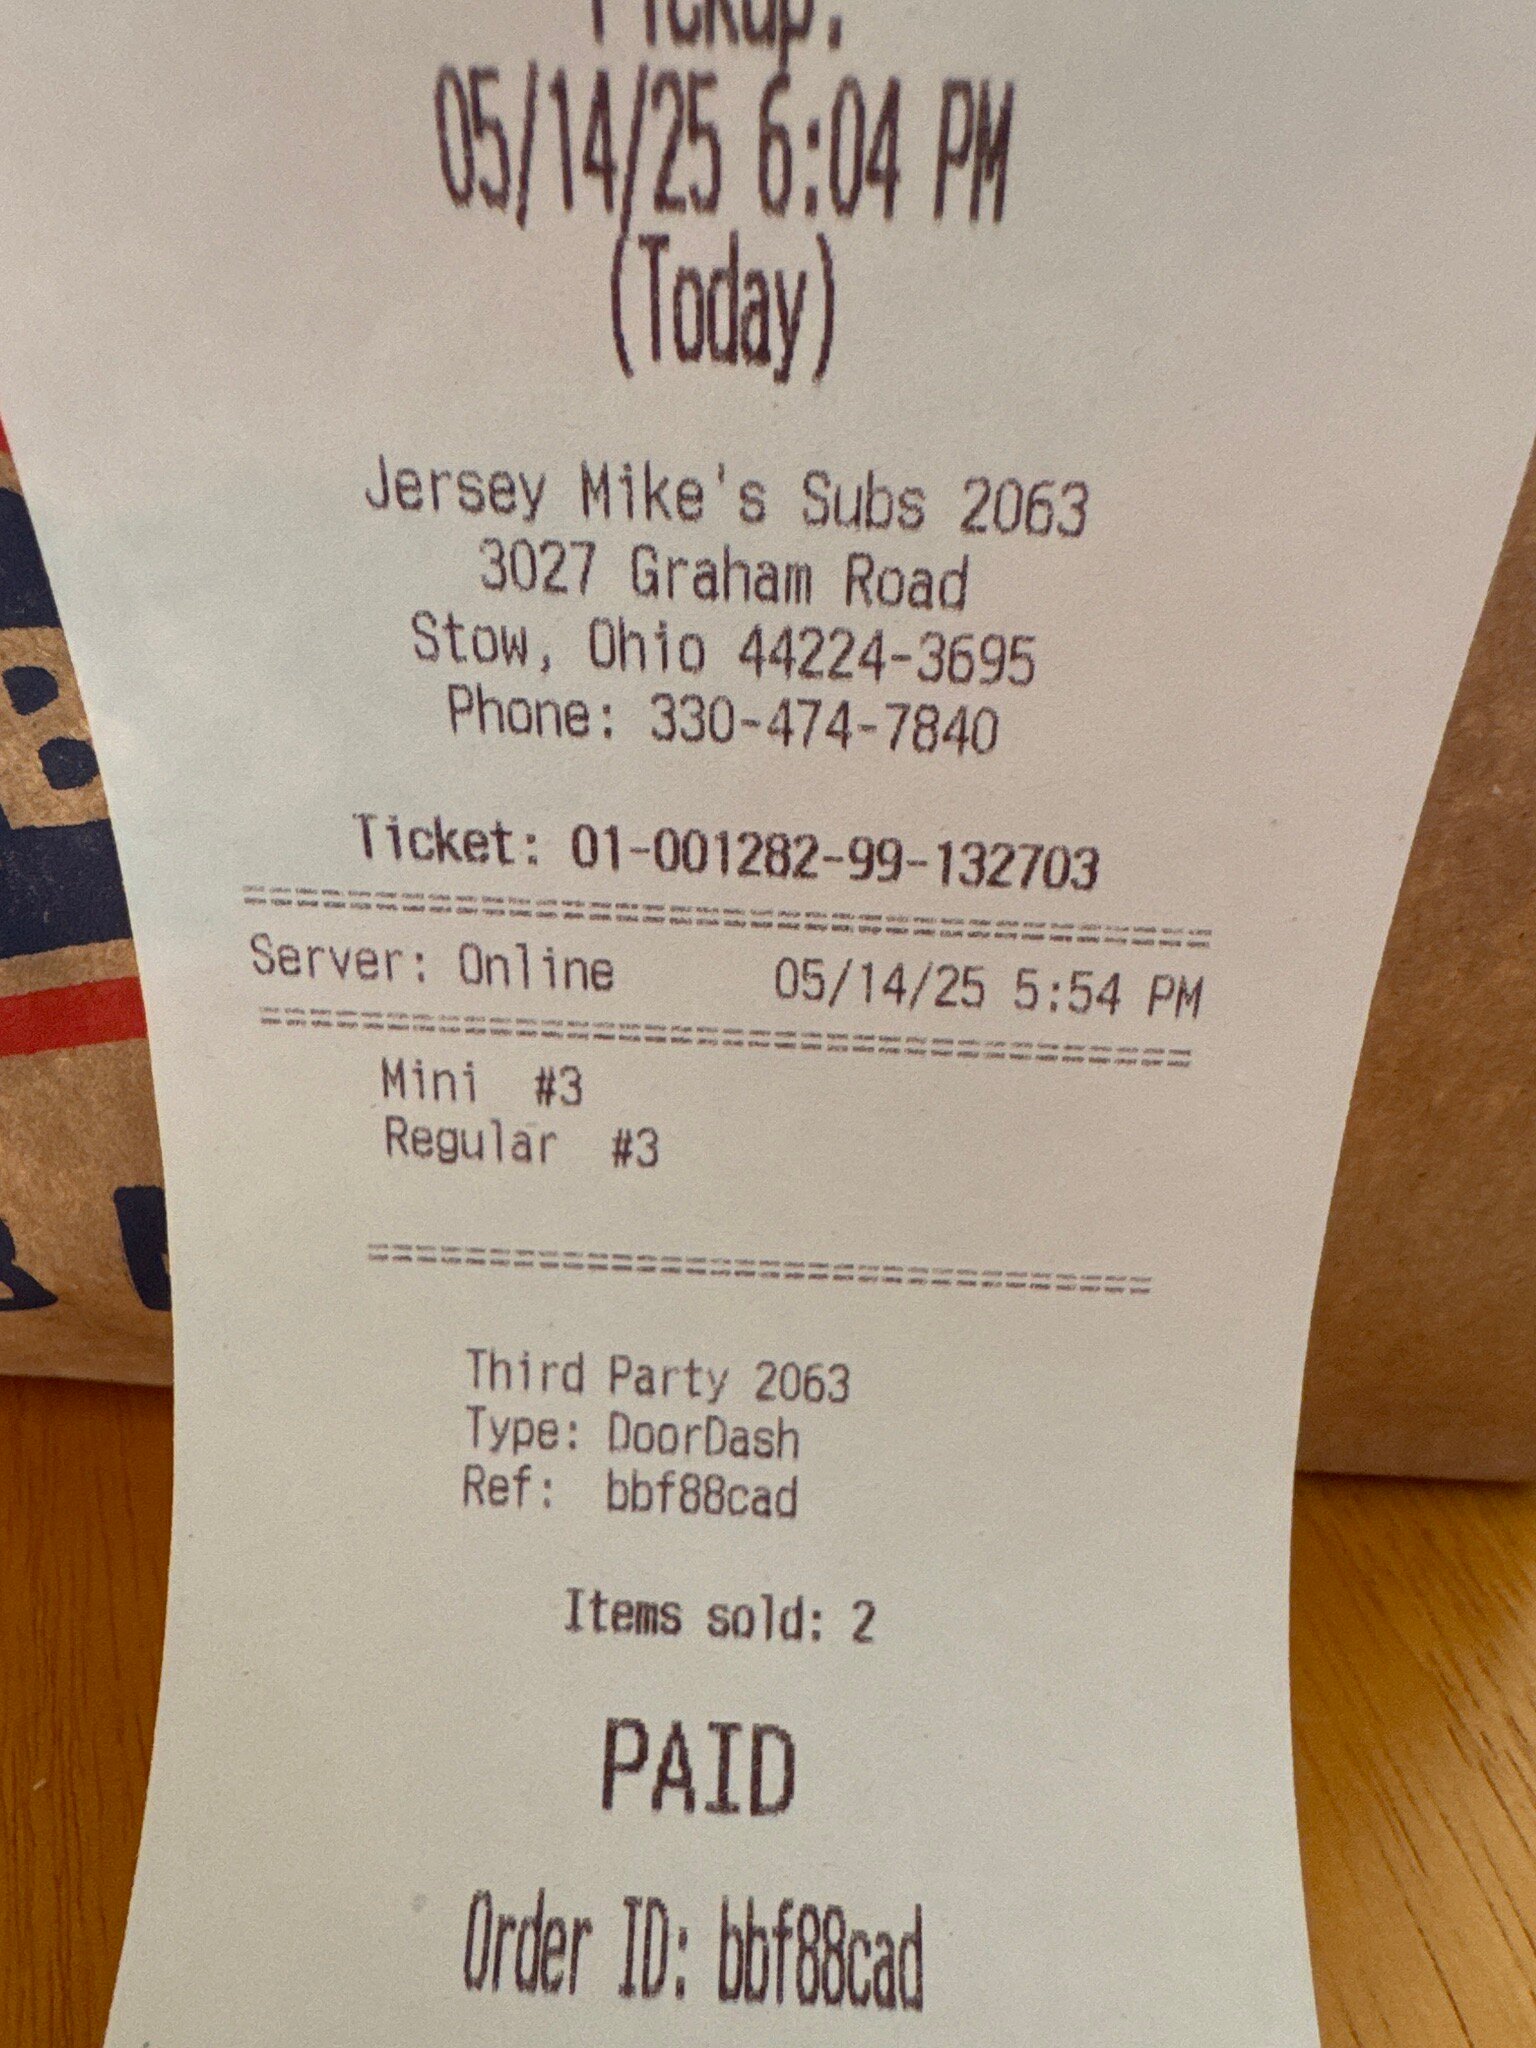 Pickup:
05/14/25 6:04 PM
(Today)
Jersey Mike's Subs 2063
3027 Graham Road
Stow, Ohio 44224-3695
Phone: 330-474-7840
Ticket: 01-001282-99-132703
Server: Online 05/14/25 5:54 PM
Mini #3
Regular #3
Third Party 2063
Type: DoorDash
Ref: bbf88cad
Items sold: 2
PAID
Order ID: bbf88cad